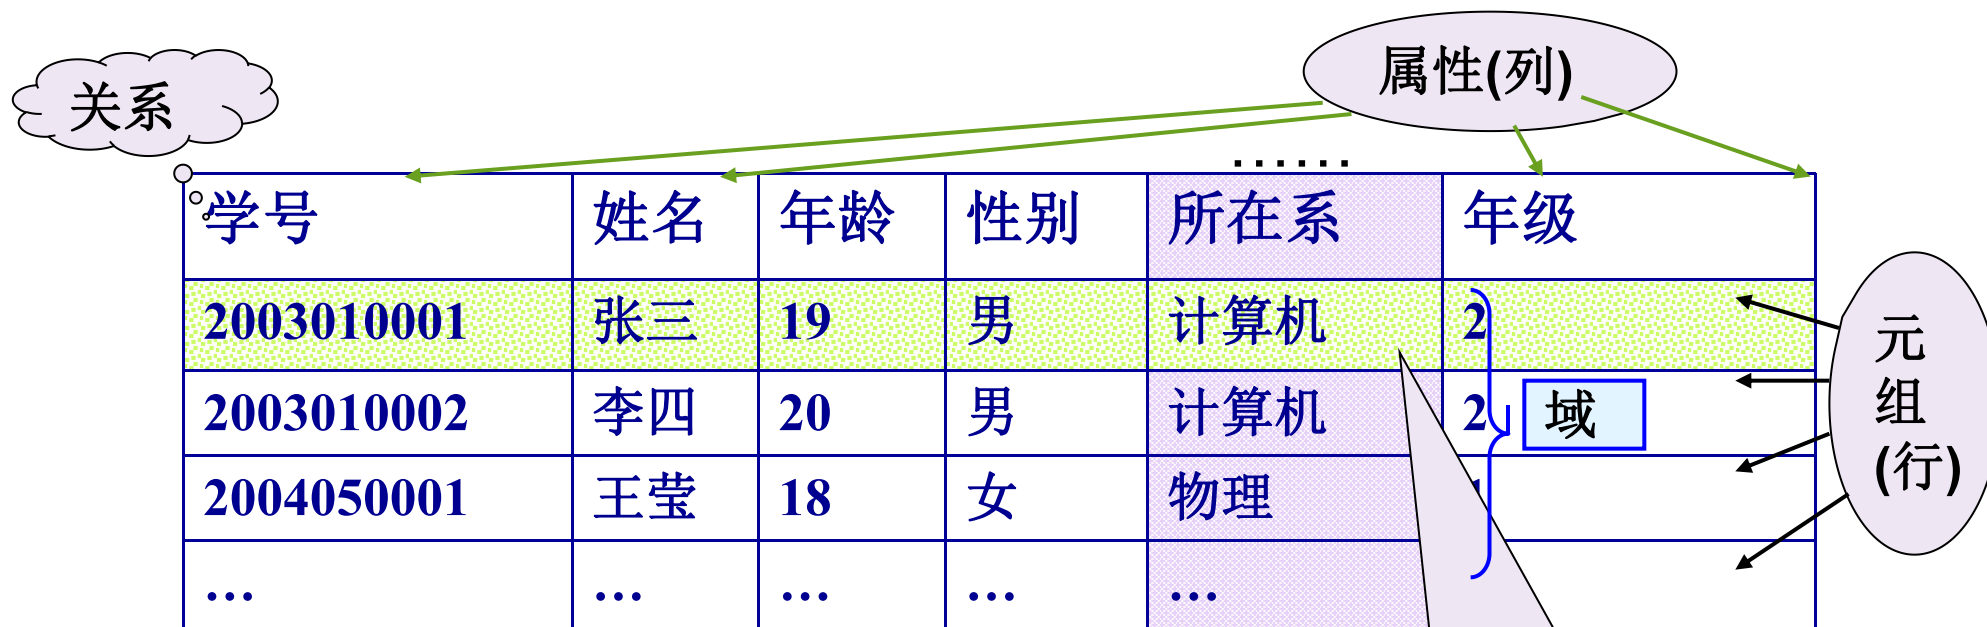 属性(列)
关系
……
学号 姓名 年龄 性别 所在系 年级
2003010001 张三 19 男 计算机 2
2003010002 李四 20 男 计算机 2
域
2004050001 王莹 18 女 物理
… … … … …
元
组
(行)